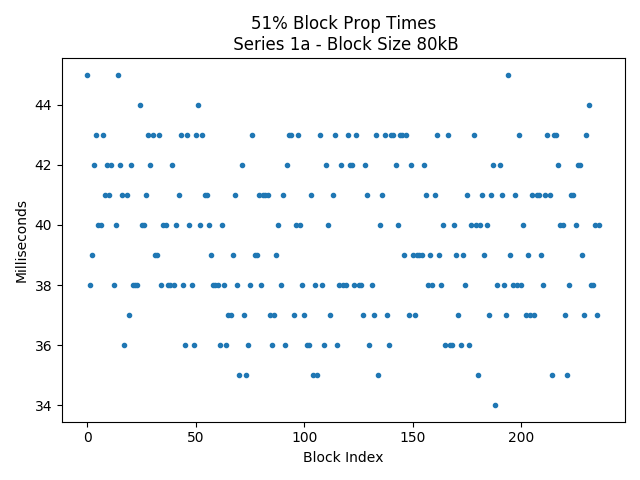 51% Block Prop Times
Series 1a - Block Size 80kB
Milliseconds
44
42
40
38
36
34
0 50 100 150 200
Block Index